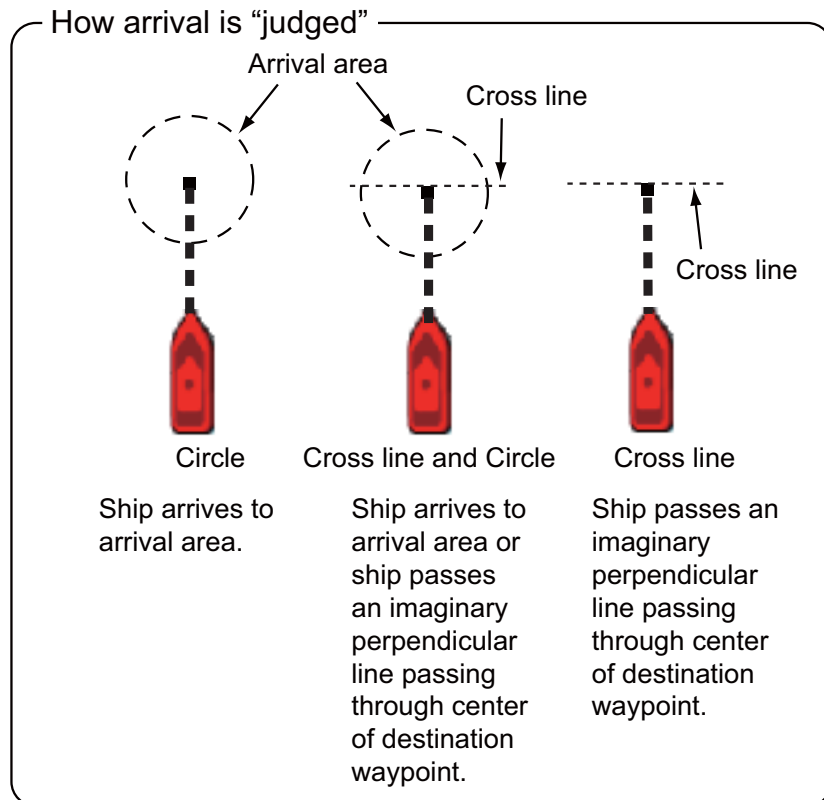 How arrival is “judged”
Arrival area
Cross line
Cross line
Circle
Ship arrives to
arrival area.
Cross line and Circle
Ship arrives to
arrival area or
ship passes
an imaginary
perpendicular
line passing
through center
of destination
waypoint.
Cross line
Ship passes an
imaginary
perpendicular
line passing
through center
of destination
waypoint.